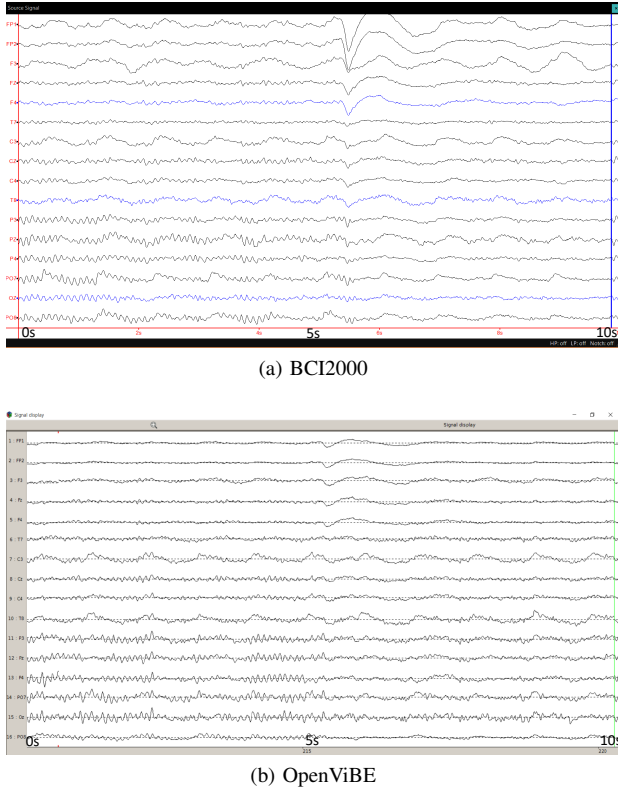 Source Signal
FP1
FP2
F3
FZ
F4
T7
C3
CZ
C4
T8
P3
PZ
P4
PO7
OZ
PO8
0s 2s 4s 5s 6s 8s 10s
HP: off LP: off Notch: off
(a) BCI2000
Signal display Signal display
1 : FP1
2 : FP2
3 : F3
4 : Fz
5 : F4
6 : T7
7 : C3
8 : Cz
9 : C4
10 : T8
11 : P3
12 : Pz
13 : P4
14 : PO7
15 : Oz
16 : PO8
0s 5s 10s
215 220
(b) OpenViBE